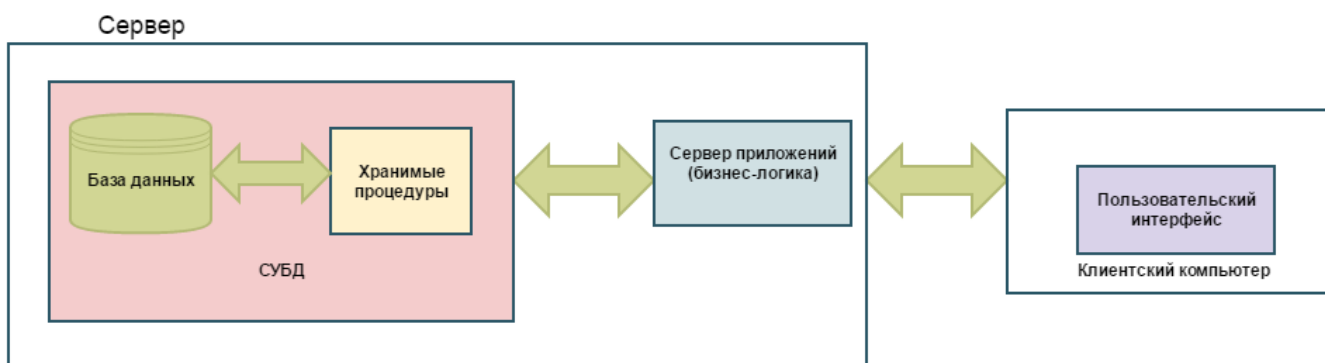 Сервер
База данных
Хранимые
процедуры
СУБД
Сервер приложений
(бизнес-логика)
Пользовательский
интерфейс
Клиентский компьютер